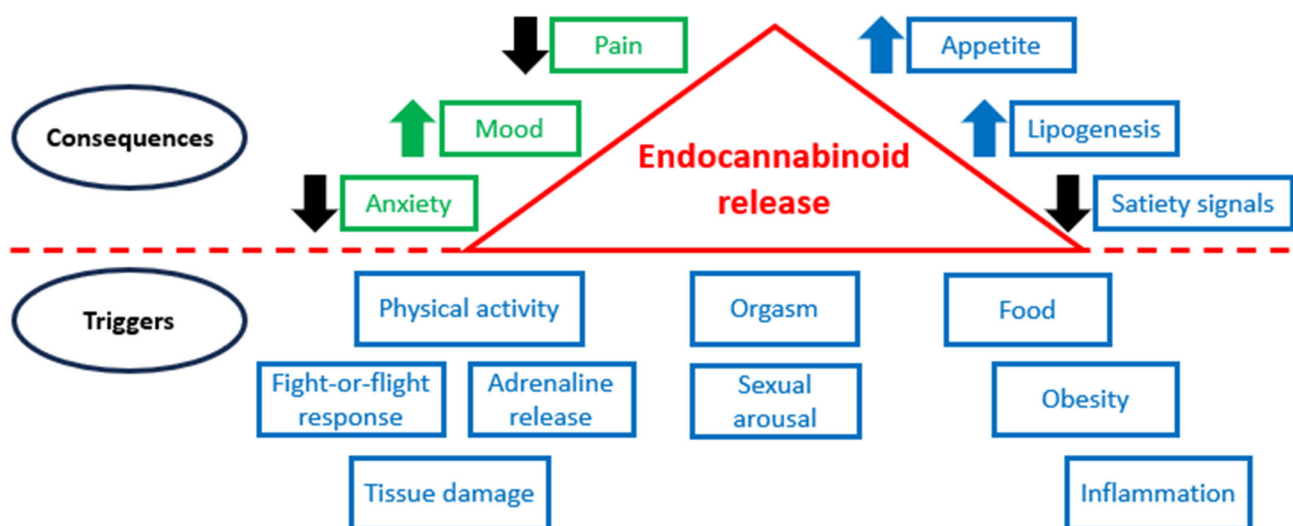 Pain
Appetite
Consequences
Mood
Lipogenesis
Endocannabinoid
release
Anxiety
Satiety signals
Triggers
Physical activity
Orgasm
Food
Fight-or-flight
response
Adrenaline
release
Sexual
arousal
Obesity
Tissue damage
Inflammation